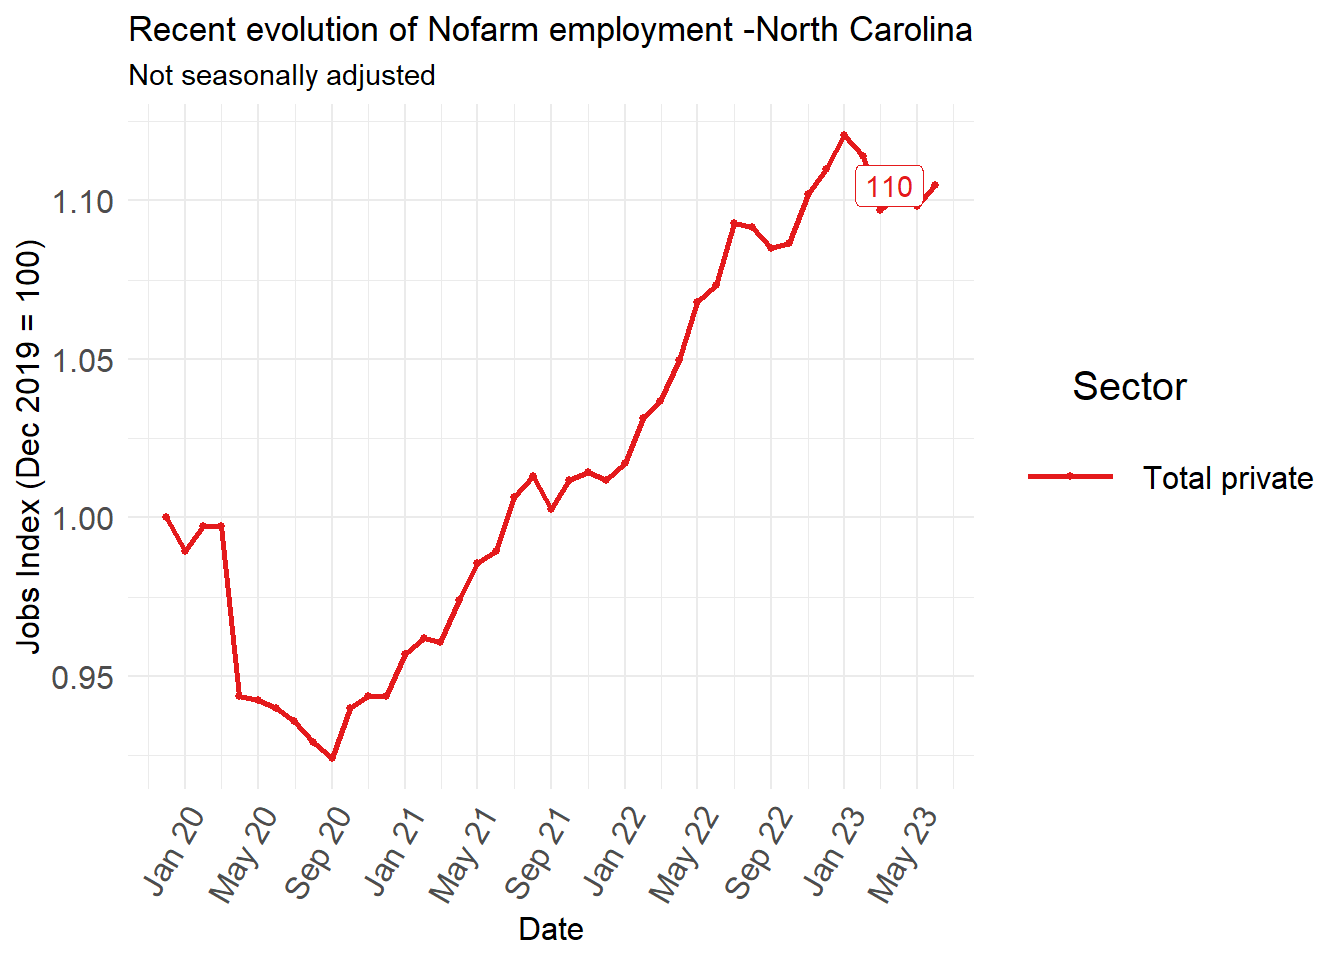 Recent evolution of Nofarm employment -North Carolina
Not seasonally adjusted
Jobs Index (Dec 2019 = 100)
1.10
1.05
1.00
0.95
110
Jan 20
May 20
Sep 20
Jan 21
May 21
Sep 21
Jan 22
May 22
Sep 22
Jan 23
May 23
Date
Sector
Total private